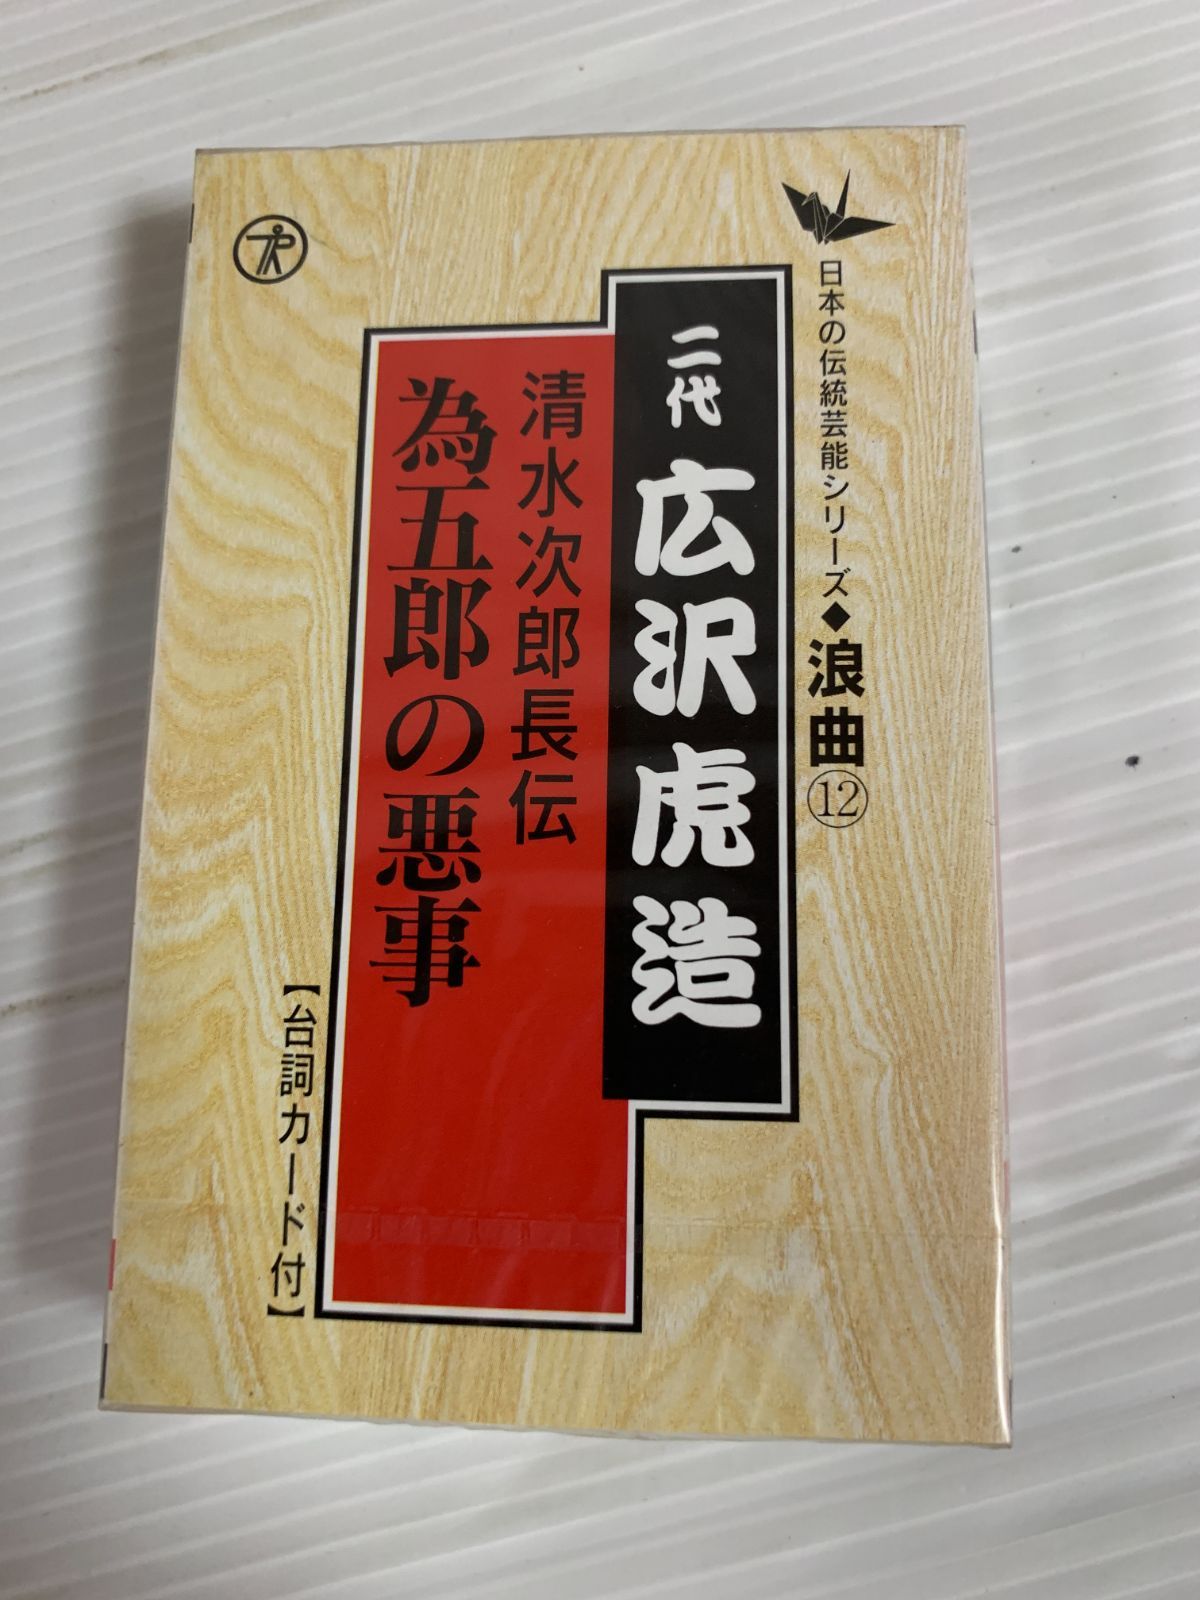 日本の伝統芸能シリーズ◆浪曲⑫
二代 広沢虎造
清水次郎長伝
為五郎の悪事
【台詞カード付】